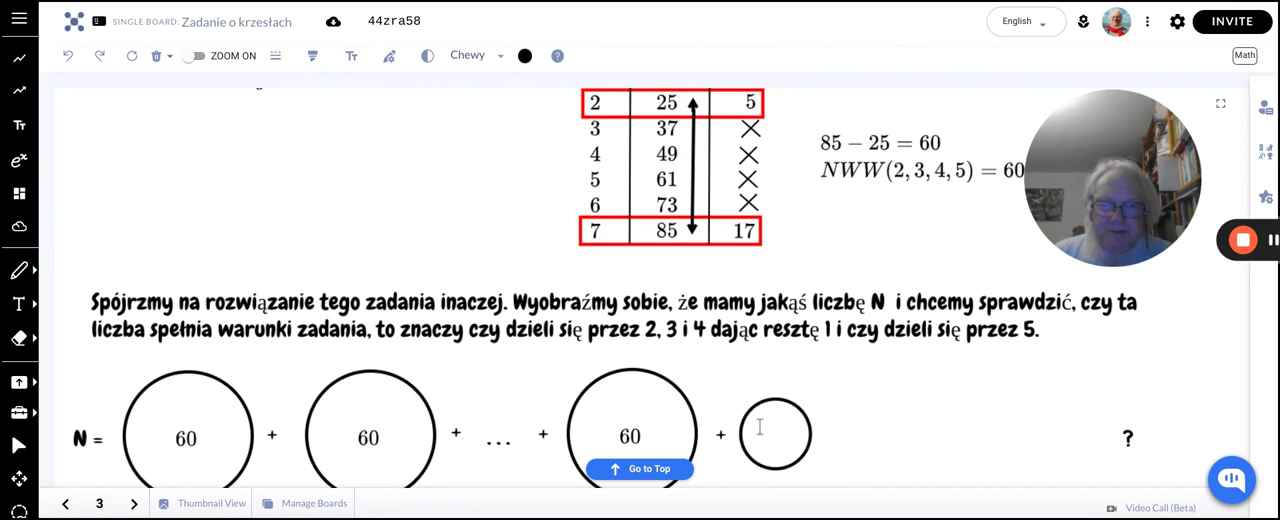 SINGLE BOARD: Zadanie o krzesłach
44zra58
English
INVITE
ZOOM ON
Chewy
Math
2 25 5
3 37 ×
4 49 ×
5 61 ×
6 73 ×
7 85 17
85 − 25 = 60
NWW(2, 3, 4, 5) = 60
Spójrzmy na rozwiązanie tego zadania inaczej. Wyobraźmy sobie, że mamy jakąś liczbę N i chcemy sprawdzić, czy ta
liczba spełnia warunki zadania, to znaczy czy dzieli się przez 2, 3 i 4 dając resztę 1 i czy dzieli się przez 5.
N = 60 + 60 + ... + 60 + ?
Go to Top
3
Thumbnail View
Manage Boards
Video Call (Beta)